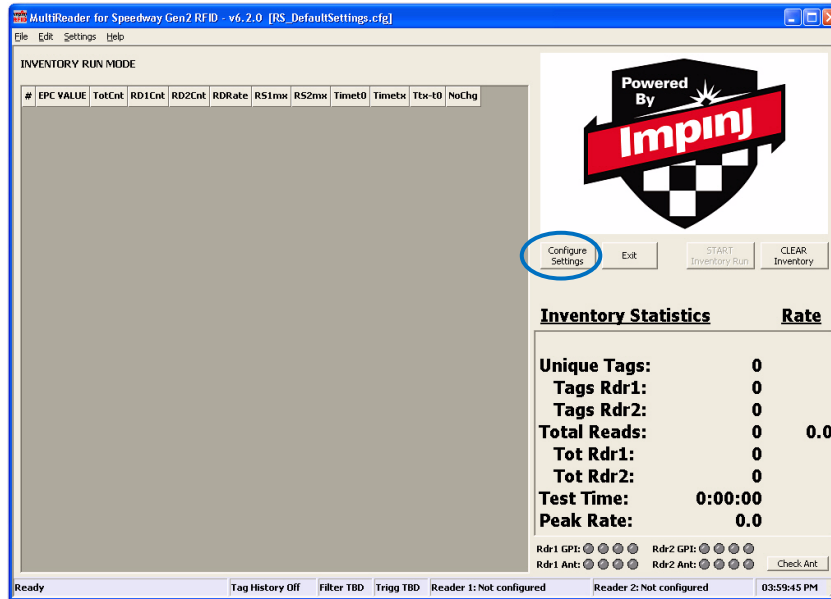 MultiReader for Speedway Gen2 RFID - v6.2.0 [RS_DefaultSettings.cfg]
File Edit Settings Help
INVENTORY RUN MODE
# EPC VALUE TotCnt RD1Cnt RD2Cnt RDRate RS1mx RS2mx Timet0 Timetx Ttx-t0 NoChg
Powered
By
Impinj
Configure
Settings
Exit
START
Inventory Run
CLEAR
Inventory
Inventory Statistics Rate
Unique Tags: 0
Tags Rdr1: 0
Tags Rdr2: 0
Total Reads: 0 0.0
Tot Rdr1: 0
Tot Rdr2: 0
Test Time: 0:00:00
Peak Rate: 0.0
Rdr1 GPI: Rdr2 GPI:
Rdr1 Ant: Rdr2 Ant: Check Ant
Ready Tag History Off Filter TBD Trigg TBD Reader 1: Not configured Reader 2: Not configured 03:59:45 PM